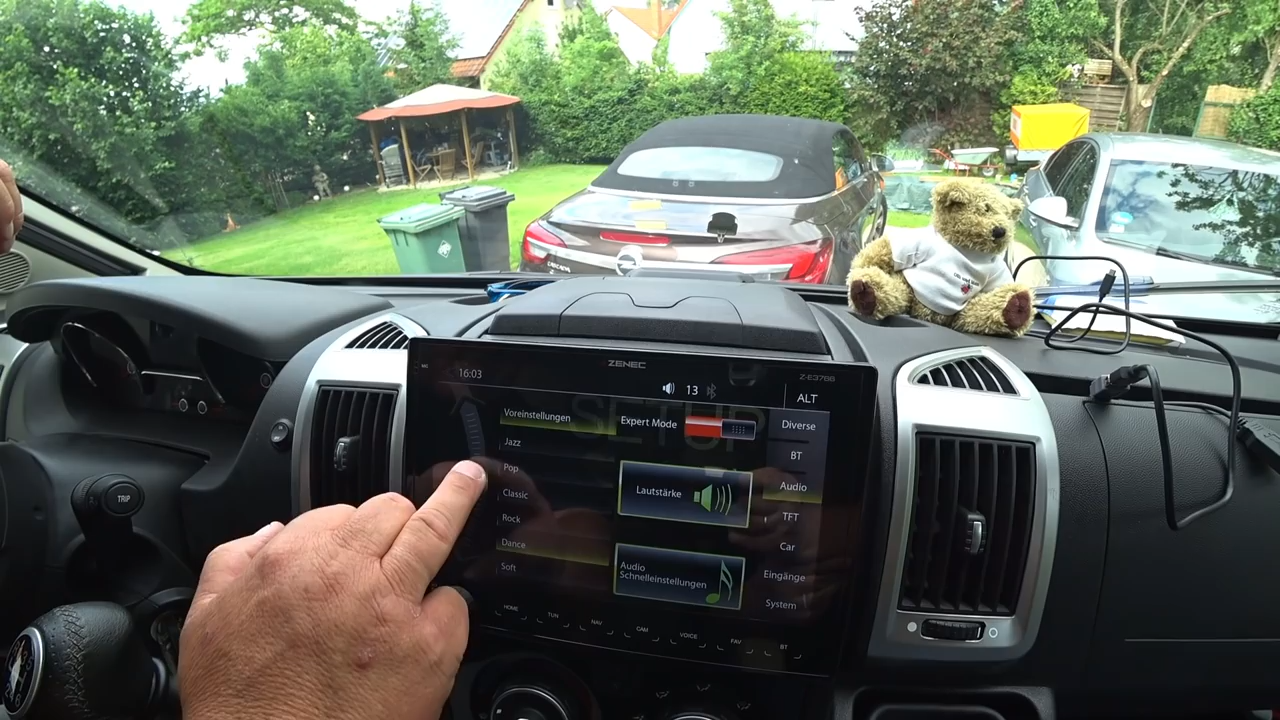 ZENEC
Z-E3766
16:03
13
ALT
SETUP
Voreinstellungen
Expert Mode
Diverse
Jazz
BT
Pop
Lautstärke
Audio
Classic
TFT
Rock
Car
Dance
Audio
Schnelleinstellungen
Eingänge
Soft
System
HOME
TUN
NAV
CAM
VOICE
FAV
BT
TRIP